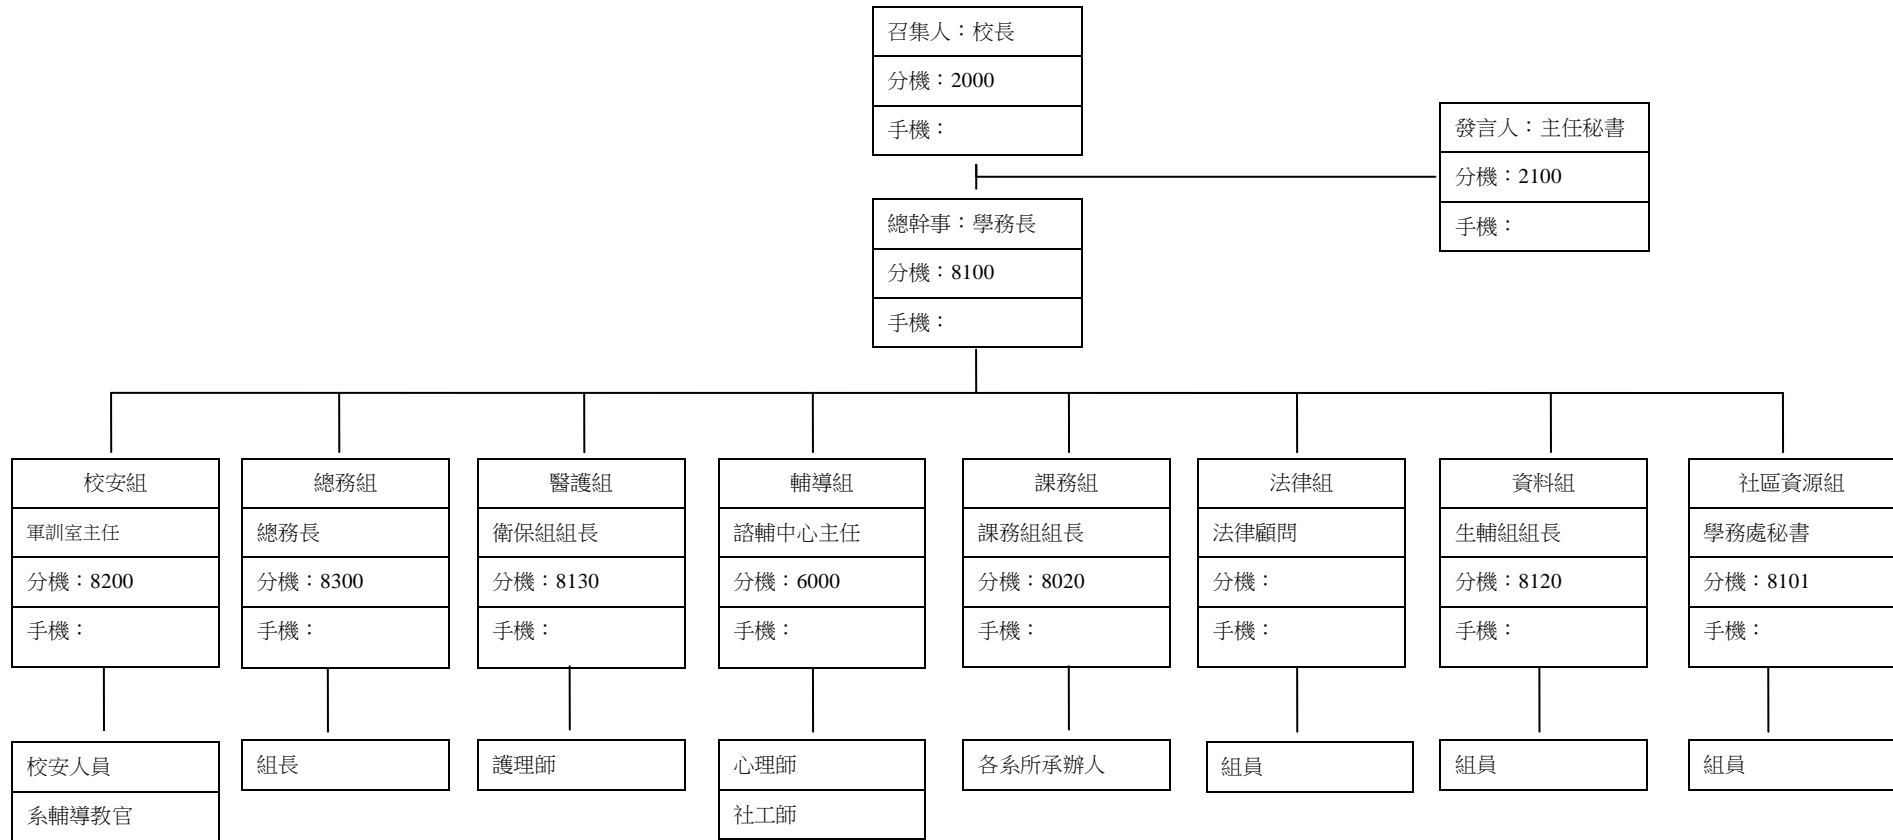 召集人：校長
分機：2000
手機：
發言人：主任秘書
分機：2100
手機：
總幹事：學務長
分機：8100
手機：
校安組
軍訓室主任
分機：8200
手機：
校安人員
系輔導教官
總務組
總務長
分機：8300
手機：
組長
醫護組
衛保組組長
分機：8130
手機：
護理師
輔導組
諮輔中心主任
分機：6000
手機：
心理師
社工師
課務組
課務組組長
分機：8020
手機：
各系所承辦人
法律組
法律顧問
分機：
手機：
組員
資料組
生輔組組長
分機：8120
手機：
組員
社區資源組
學務處秘書
分機：8101
手機：
組員